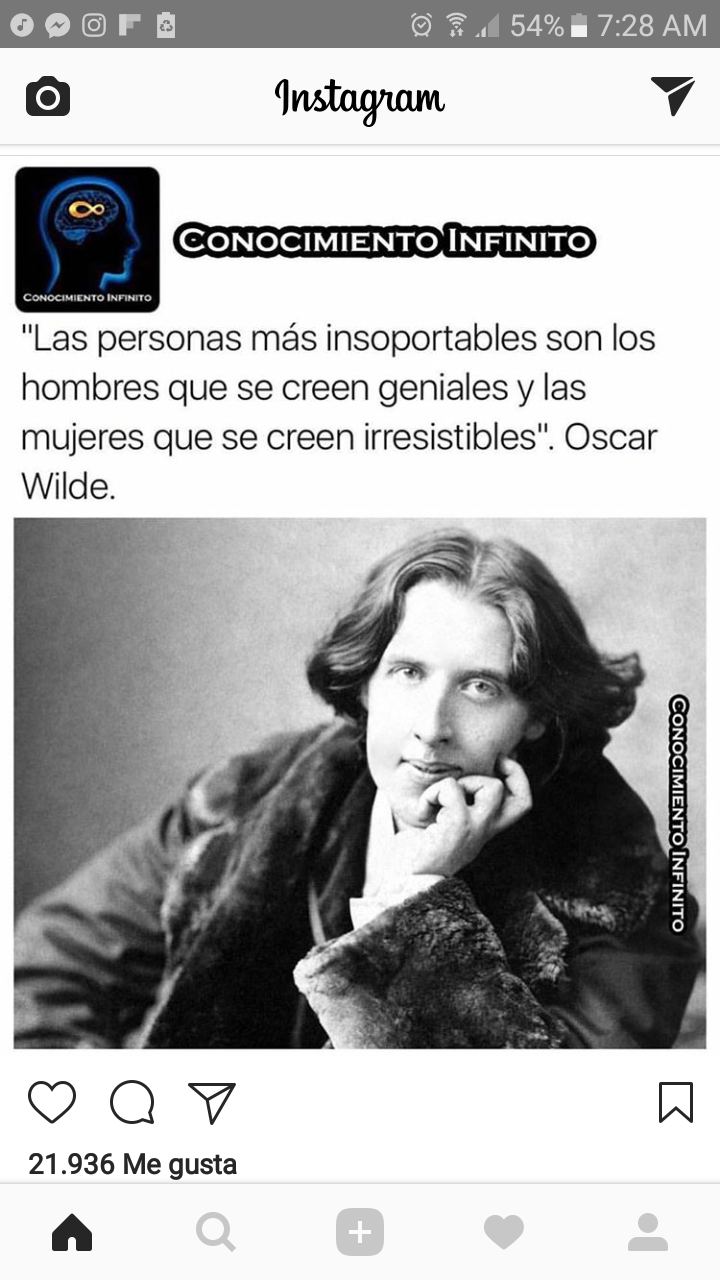 54% 7:28 AM
Instagram
CONOCIMIENTO INFINITO
CONOCIMIENTO INFINITO
"Las personas más insoportables son los
hombres que se creen geniales y las
mujeres que se creen irresistibles". Oscar
Wilde.
CONOCIMIENTO INFINITO
21.936 Me gusta